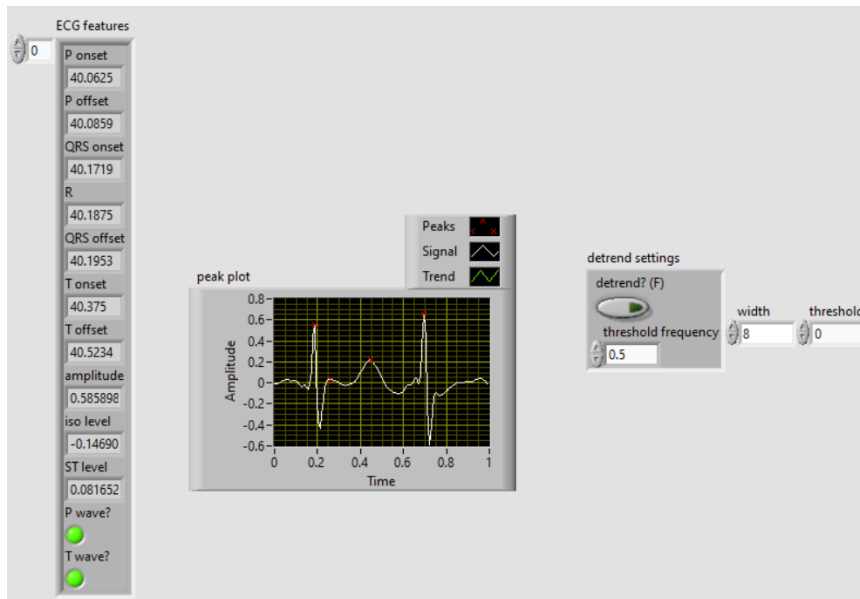 ECG features
0
P onset
40.0625
P offset
40.0859
QRS onset
40.1719
R
40.1875
QRS offset
40.1953
T onset
40.375
T offset
40.5234
amplitude
0.585898
iso level
-0.14690
ST level
0.081652
P wave?
T wave?
peak plot
Peaks
Signal
Trend
Amplitude
0.8
0.6
0.4
0.2
0
-0.2
-0.4
-0.6
0 0.2 0.4 0.6 0.8 1
Time
detrend settings
detrend? (F)
threshold frequency
0.5
width
8
threshold
0